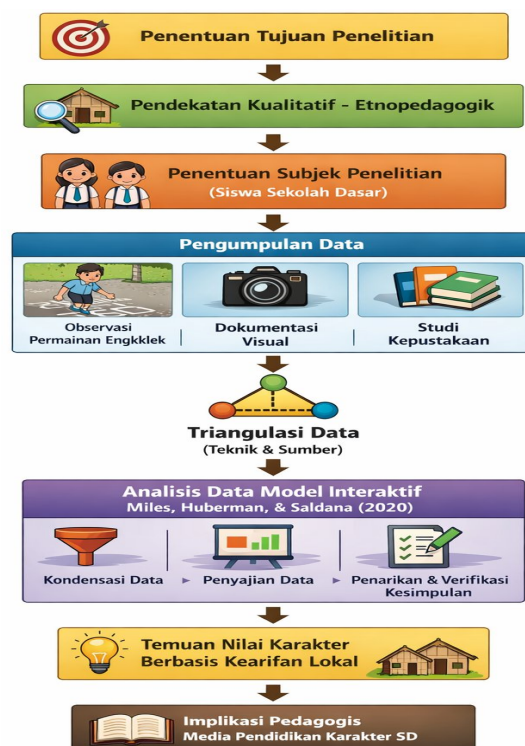 Penentuan Tujuan Penelitian
Pendekatan Kualitatif - Etnopedagogik
Penentuan Subjek Penelitian
(Siswa Sekolah Dasar)
Pengumpulan Data
Observasi
Permainan Engkklek
Dokumentasi
Visual
Studi
Kepustakaan
Triangulasi Data
(Teknik & Sumber)
Analisis Data Model Interaktif
Miles, Huberman, & Saldana (2020)
Kondensasi Data
Penyajian Data
Penarikan & Verifikasi
Kesimpulan
Temuan Nilai Karakter
Berbasis Kearifan Lokal
Implikasi Pedagogis
Media Pendidikan Karakter SD